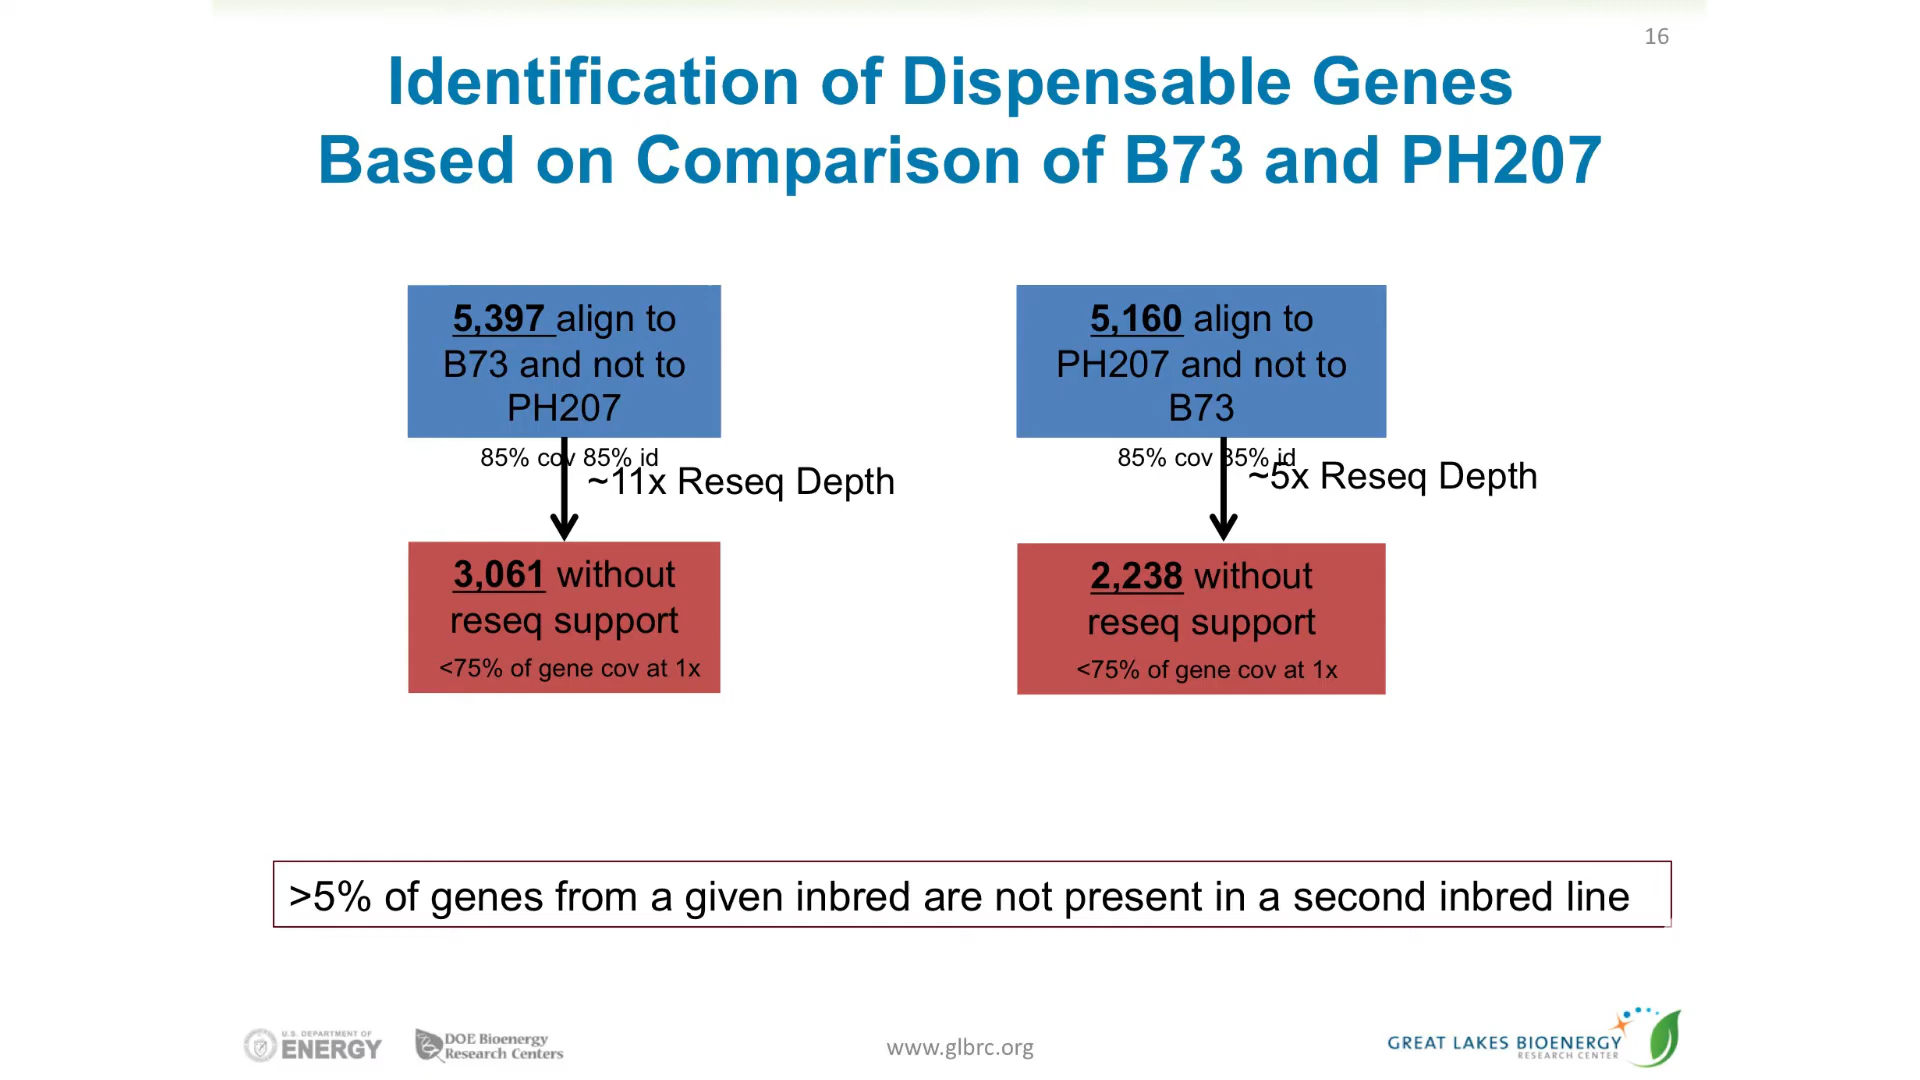 16
Identification of Dispensable Genes
Based on Comparison of B73 and PH207
5,397 align to
B73 and not to
PH207
85% cov 85% id
~11x Reseq Depth
3,061 without
reseq support
<75% of gene cov at 1x
5,160 align to
PH207 and not to
B73
85% cov 85% id
~5x Reseq Depth
2,238 without
reseq support
<75% of gene cov at 1x
>5% of genes from a given inbred are not present in a second inbred line
U.S. DEPARTMENT OF
ENERGY
DOE Bioenergy
Research Centers
www.glbrc.org
GREAT LAKES BIOENERGY
RESEARCH CENTER